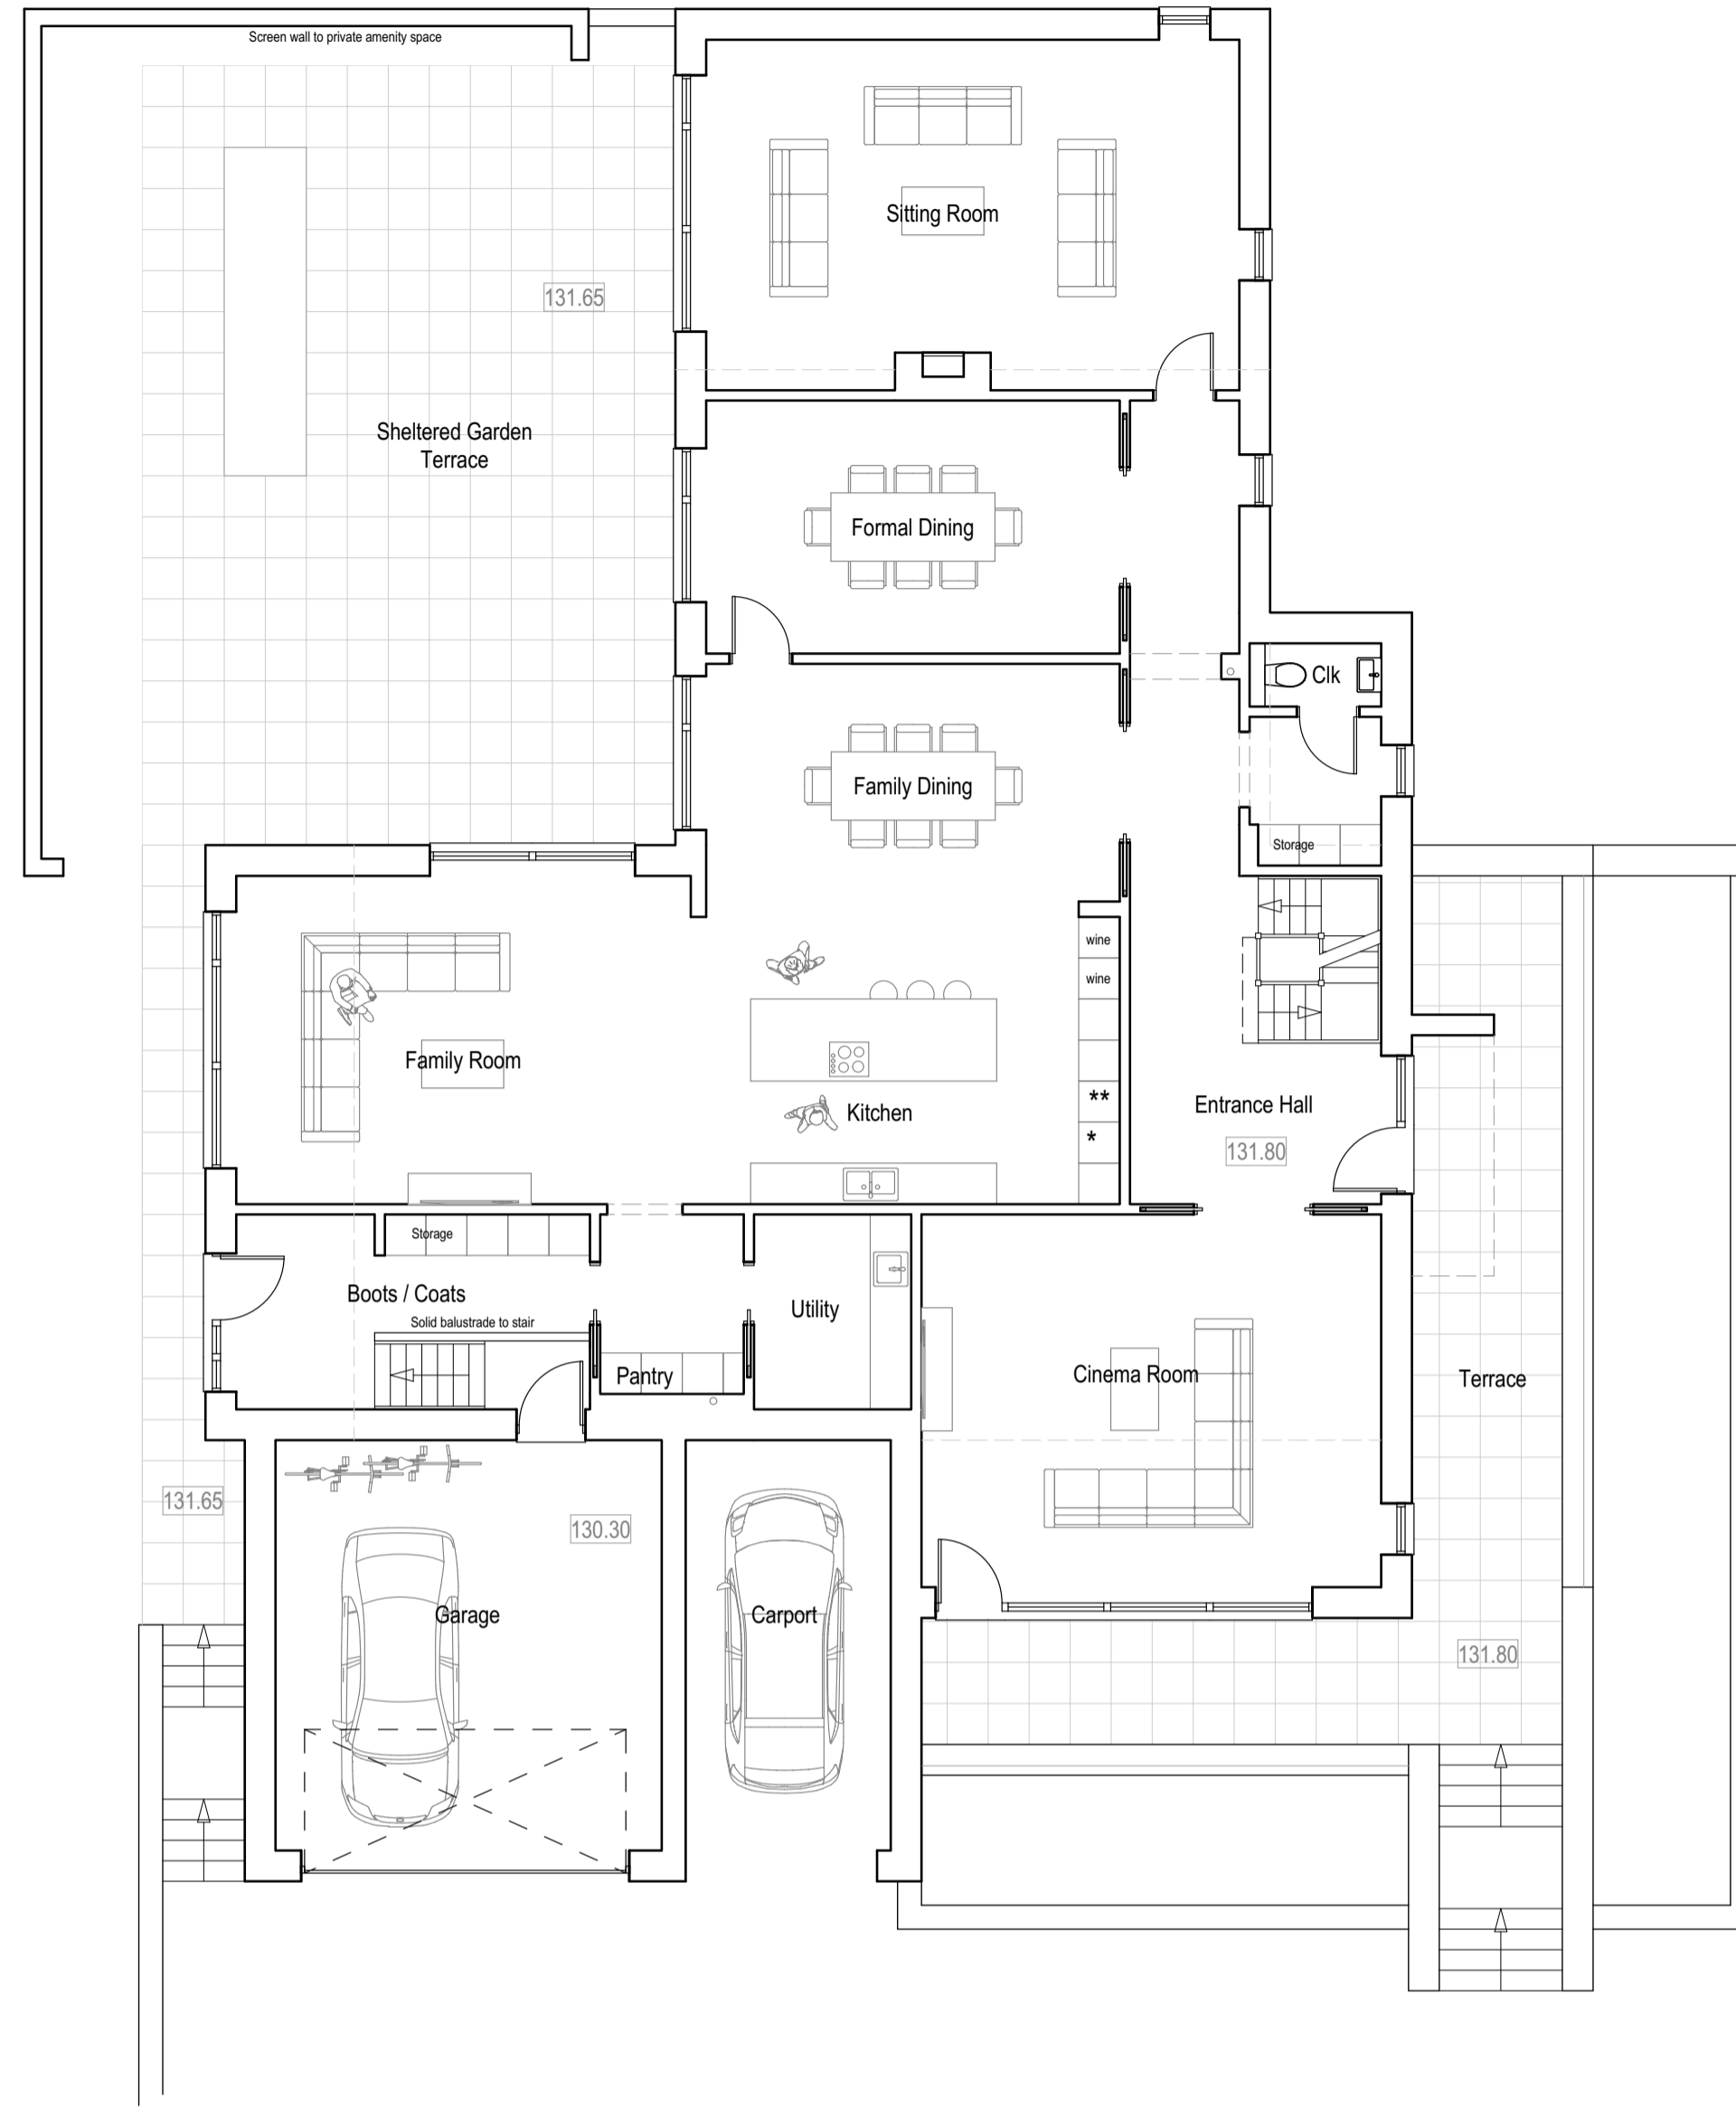 Screen wall to private amenity space
Sitting Room
131.65
Sheltered Garden
Terrace
Formal Dining
Clk
Family Dining
Storage
wine
wine
Family Room
**
Kitchen
*
Entrance Hall
131.80
Storage
Boots / Coats
Solid balustrade to stair
Utility
Pantry
Cinema Room
Terrace
131.65
130.30
Garage
Carport
131.80